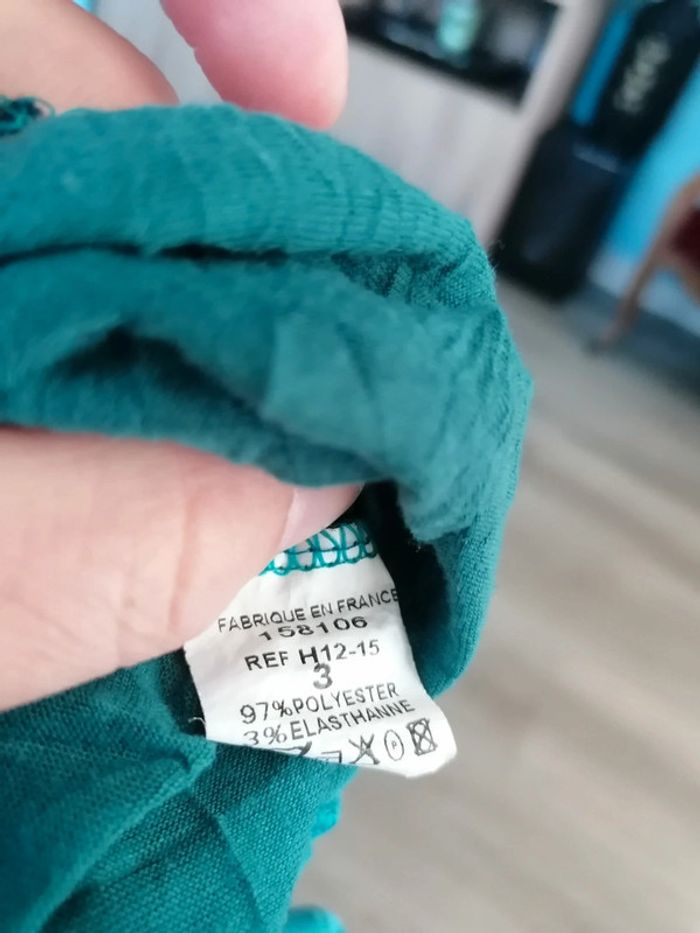 FABRIQUE EN FRANCE
158106
REF H12-15
3
97%POLYESTER
3%ELASTHANNE
P